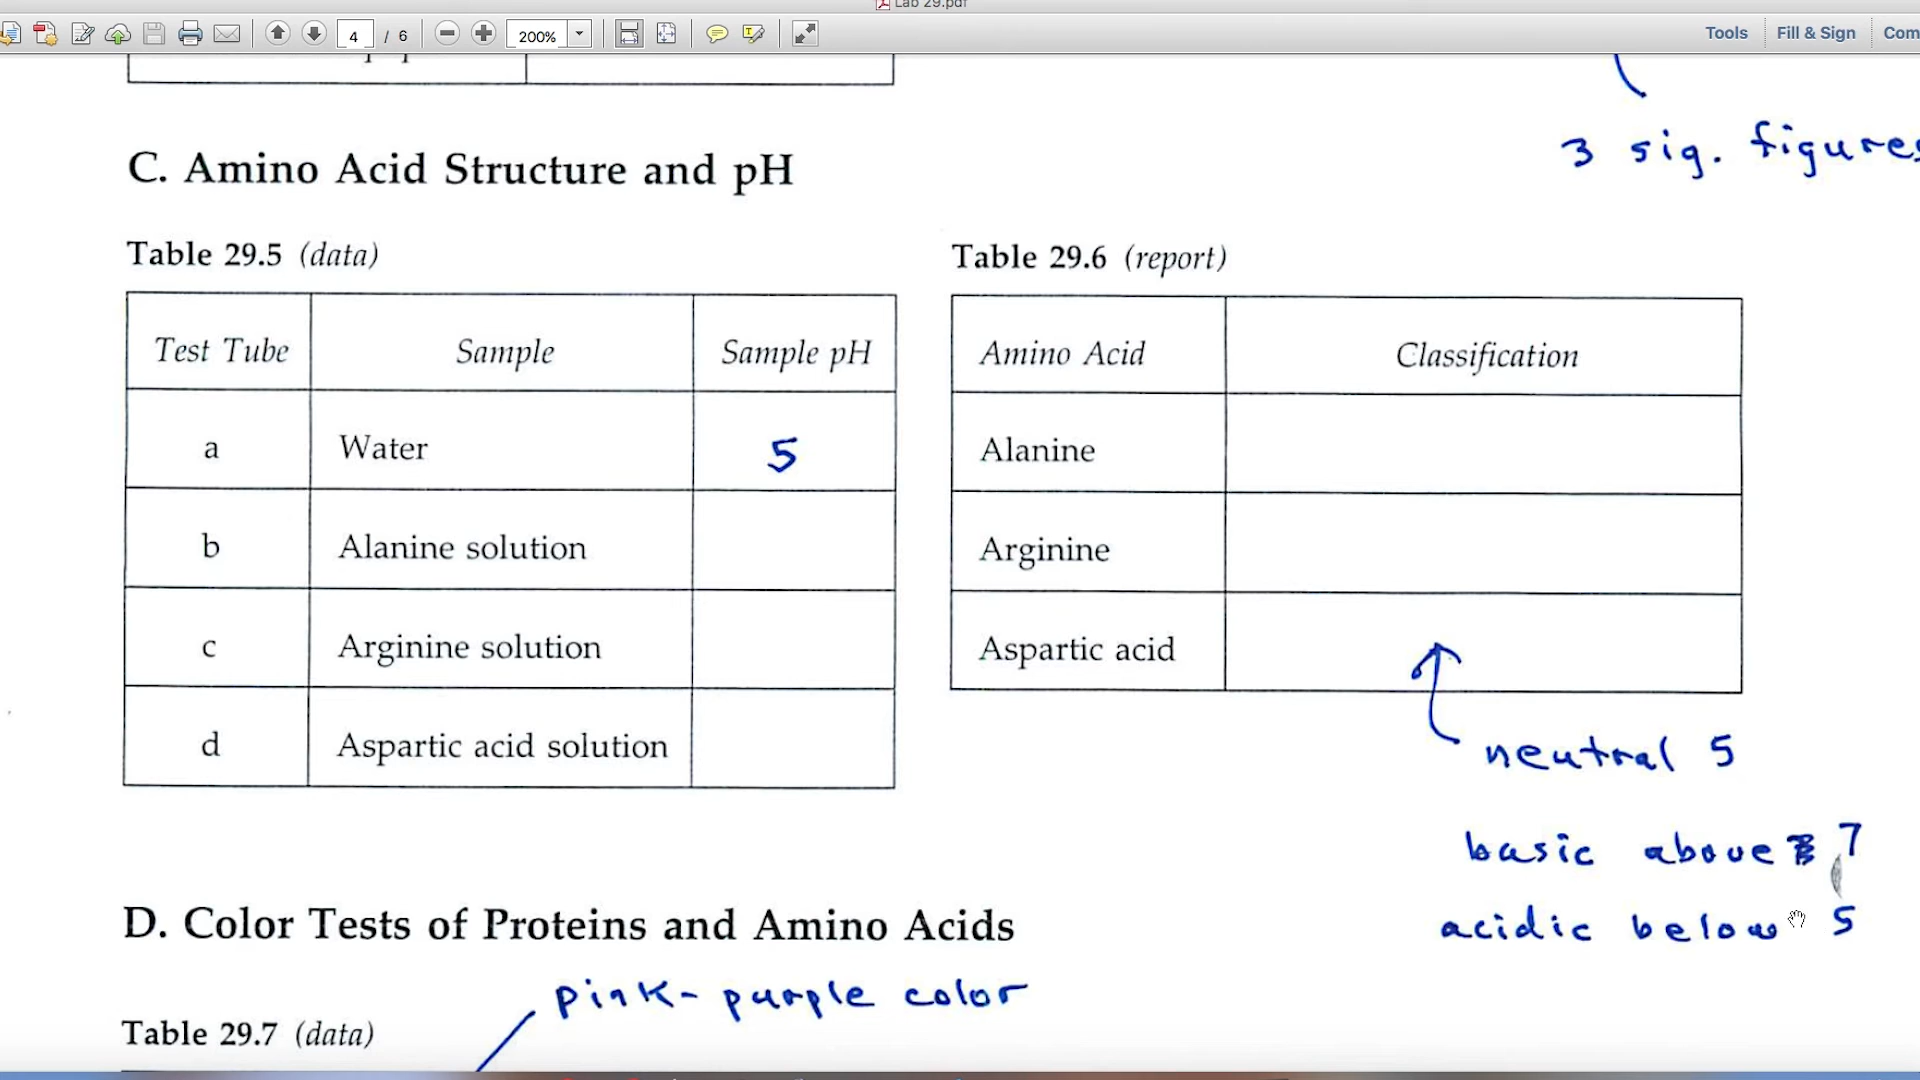 Lab 29.pdf
4 / 6 200% Tools Fill & Sign Com
3 sig. figures
C. Amino Acid Structure and pH
Table 29.5 (data)
Test Tube Sample Sample pH
a Water 5
b Alanine solution
c Arginine solution
d Aspartic acid solution
Table 29.6 (report)
Amino Acid Classification
Alanine
Arginine
Aspartic acid
neutral 5
basic above 7
acidic below 5
D. Color Tests of Proteins and Amino Acids
pink-purple color
Table 29.7 (data)